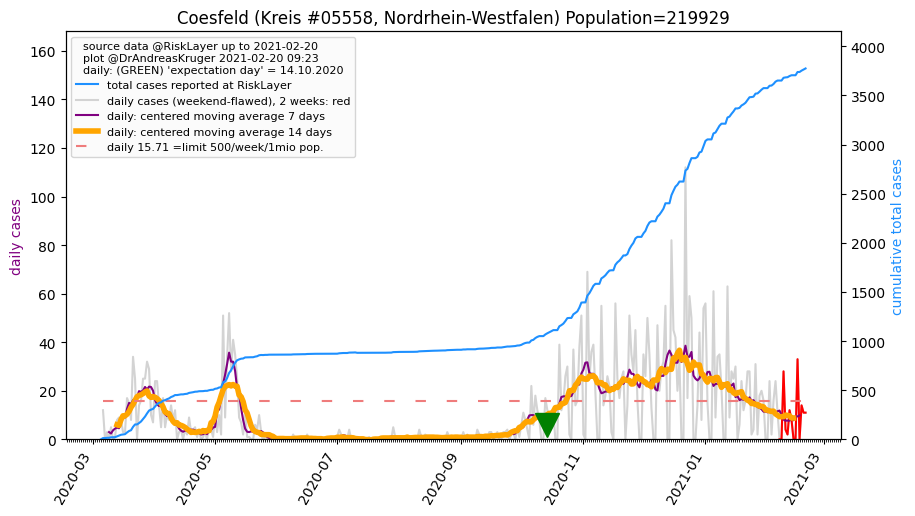 Coesfeld (Kreis #05558, Nordrhein-Westfalen) Population=219929
source data @RiskLayer up to 2021-02-20
plot @DrAndreasKruger 2021-02-20 09:23
daily: (GREEN) 'expectation day' = 14.10.2020
total cases reported at RiskLayer
daily cases (weekend-flawed), 2 weeks: red
daily: centered moving average 7 days
daily: centered moving average 14 days
daily 15.71 =limit 500/week/1mio pop.
daily cases
160
140
120
100
80
60
40
20
0
cumulative total cases
4000
3500
3000
2500
2000
1500
1000
500
0
2020-03
2020-05
2020-07
2020-09
2020-11
2021-01
2021-03